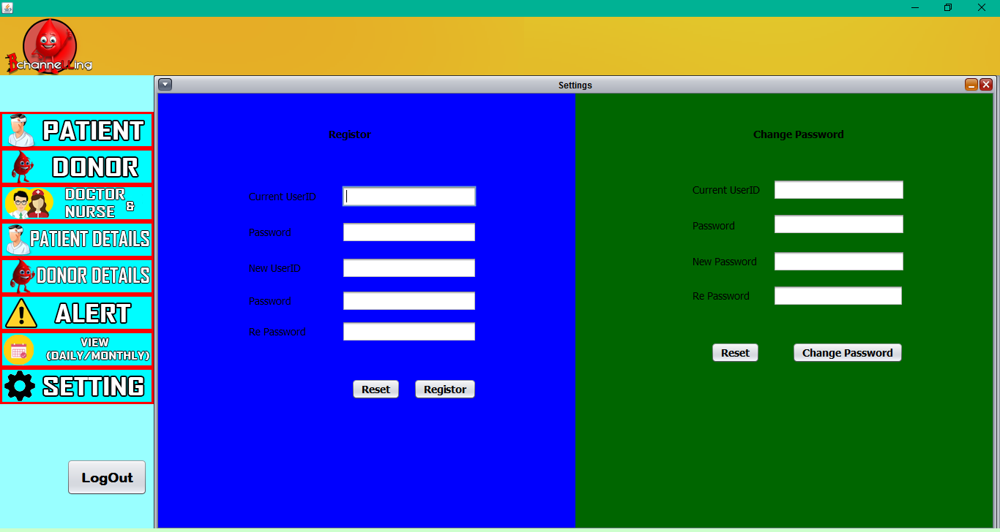 BchanneLLing
PATIENT
DONOR
DOCTOR
&
NURSE
PATIENT DETAILS
DONOR DETAILS
ALERT
VIEW
(DAILY/MONTHLY)
SETTING
LogOut
Settings
Registor
Current UserID
Password
New UserID
Password
Re Password
Reset Registor
Change Password
Current UserID
Password
New Password
Re Password
Reset Change Password